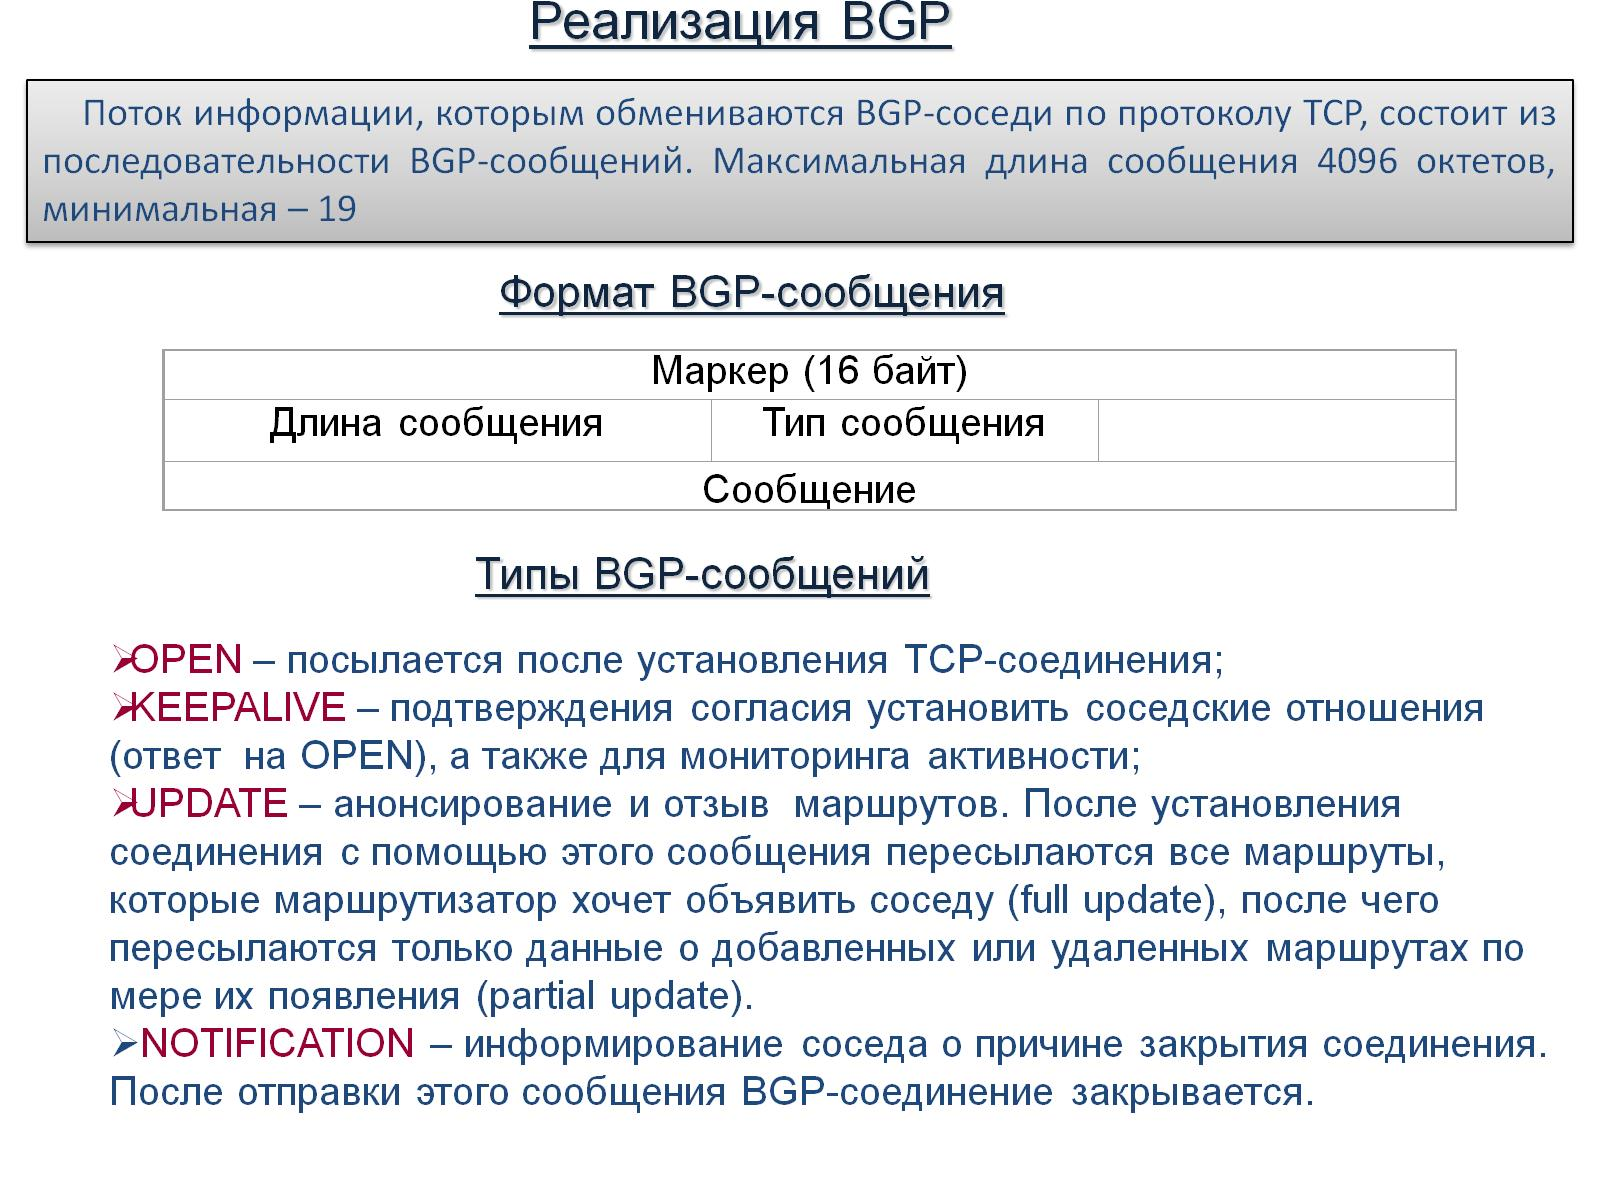 Реализация BGP
Поток информации, которым обмениваются BGP-соседи по протоколу TCP, состоит из
последовательности BGP-сообщений. Максимальная длина сообщения 4096 октетов,
минимальная – 19
Формат BGP-сообщения
Маркер (16 байт)
Длина сообщения Тип сообщения
Сообщение
Типы BGP-сообщений
➢OPEN – посылается после установления TCP-соединения;
➢KEEPALIVE – подтверждения согласия установить соседские отношения
(ответ на OPEN), а также для мониторинга активности;
➢UPDATE – анонсирование и отзыв маршрутов. После установления
соединения с помощью этого сообщения пересылаются все маршруты,
которые маршрутизатор хочет объявить соседу (full update), после чего
пересылаются только данные о добавленных или удаленных маршрутах по
мере их появления (partial update).
➢NOTIFICATION – информирование соседа о причине закрытия соединения.
После отправки этого сообщения BGP-соединение закрывается.